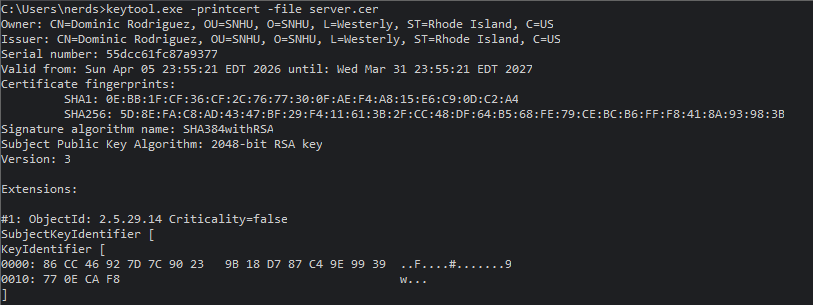 C:\Users\nerds>keytool.exe -printcert -file server.cer
Owner: CN=Dominic Rodriguez, OU=SNHU, O=SNHU, L=Westerly, ST=Rhode Island, C=US
Issuer: CN=Dominic Rodriguez, OU=SNHU, O=SNHU, L=Westerly, ST=Rhode Island, C=US
Serial number: 55dcc61fc87a9377
Valid from: Sun Apr 05 23:55:21 EDT 2026 until: Wed Mar 31 23:55:21 EDT 2027
Certificate fingerprints:
         SHA1: 0E:BB:1F:CF:36:CF:2C:76:77:30:0F:AE:F4:A8:15:E6:C9:0D:C2:A4
         SHA256: 5D:8E:FA:C8:AD:43:47:BF:29:F4:11:61:3B:2F:CC:48:DF:64:B5:68:FE:79:CE:BC:B6:FF:F8:41:8A:93:98:3B
Signature algorithm name: SHA384withRSA
Subject Public Key Algorithm: 2048-bit RSA key
Version: 3

Extensions:

#1: ObjectId: 2.5.29.14 Criticality=false
SubjectKeyIdentifier [
KeyIdentifier [
0000: 86 CC 46 92 7D 7C 90 23   9B 18 D7 87 C4 9E 99 39  ..F....#.......9
0010: 77 0E CA F8                                        w...
]